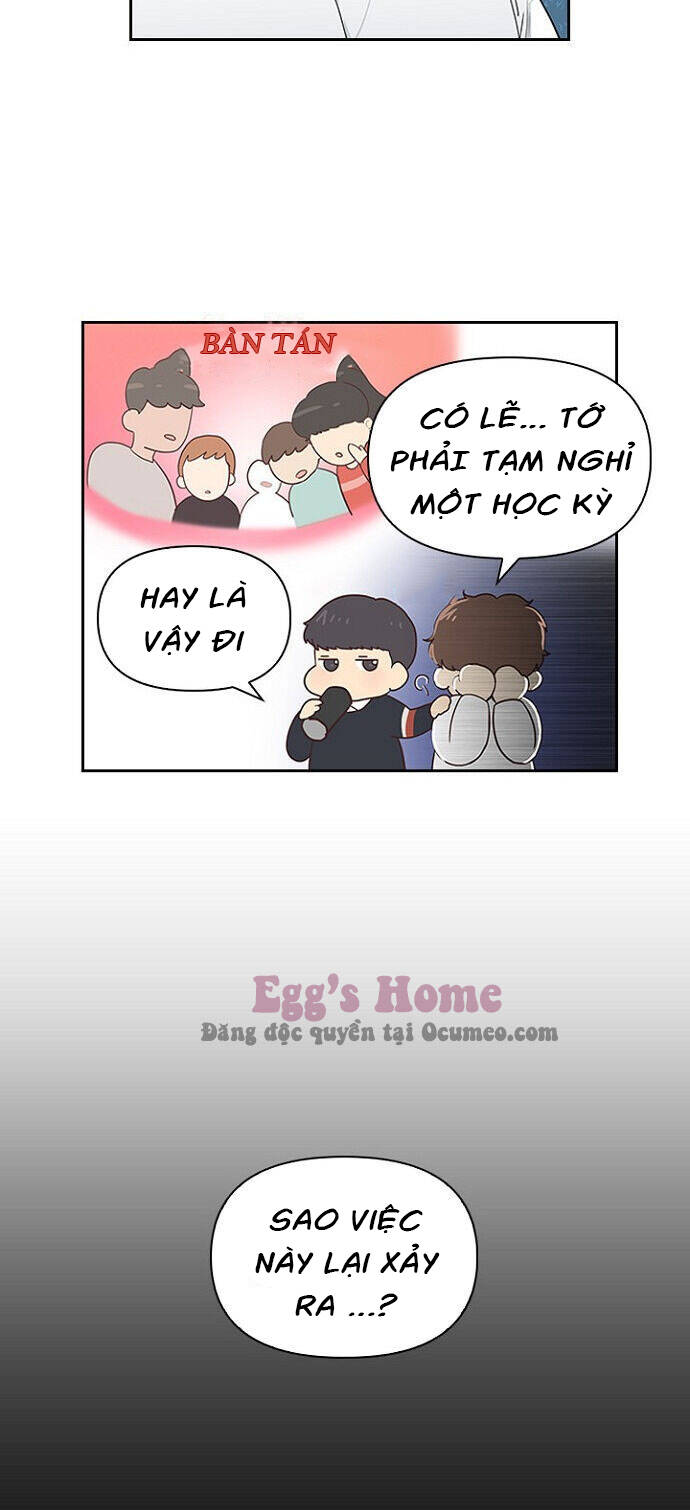 BÀN TÁN
CÓ LẼ... TỚ
PHẢI TẠM NGHỈ
MỘT HỌC KỲ
HAY LÀ
VẬY ĐI
Egg's Home
Đăng độc quyền tại Ocumeo.com
SAO VIỆC
NÀY LẠI XẢY
RA ...?